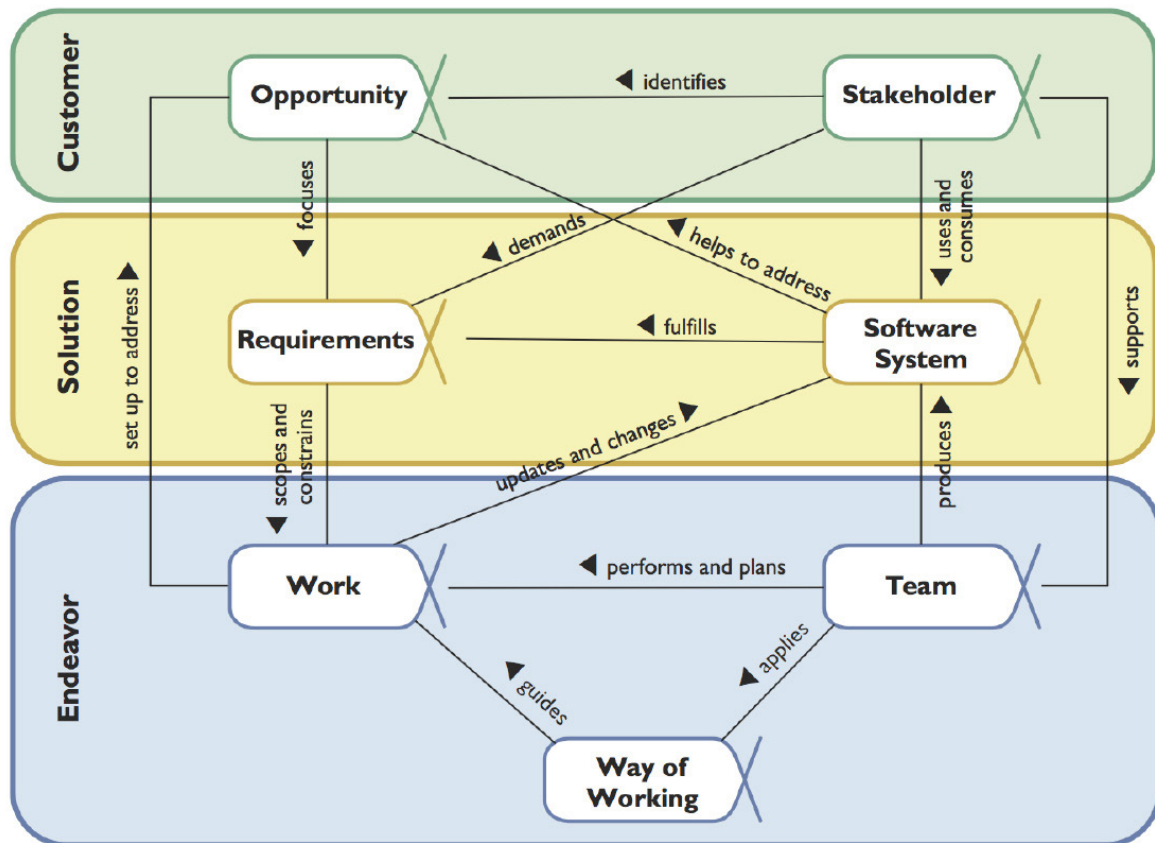 Customer
Opportunity
identifies
Stakeholder
focuses
demands
helps to address
uses and
consumes
Solution
set up to address
Requirements
fulfills
Software
System
supports
scopes and
constrains
updates and changes
produces
Endeavor
Work
performs and plans
Team
guides
applies
Way of
Working